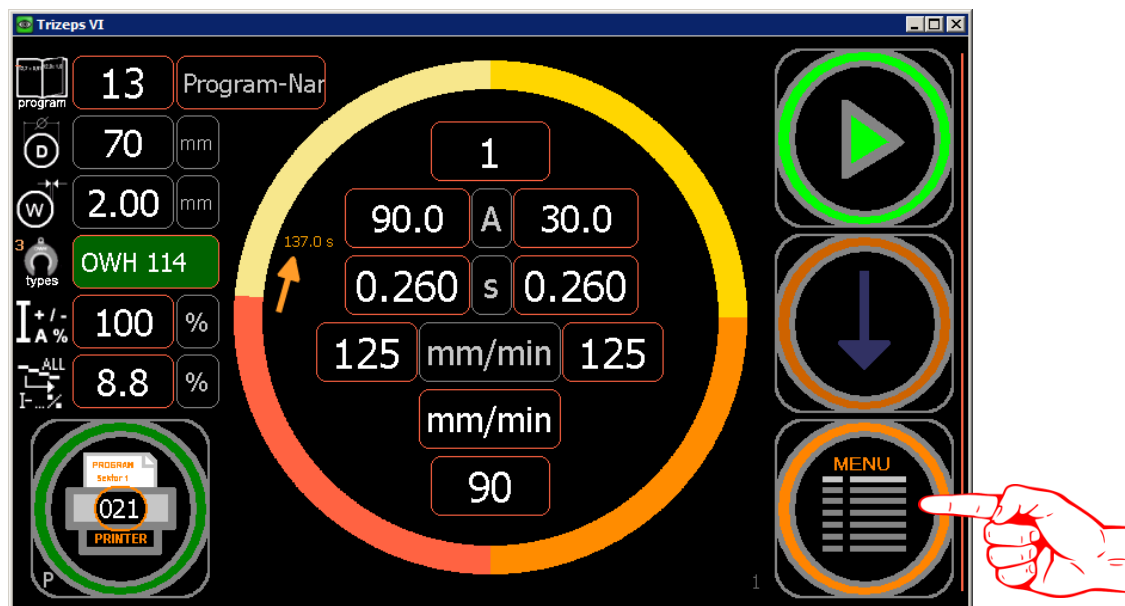 Trizeps VI
program
13
Program-Nar
D
70
mm
W
2.00
mm
3
types
OWH 114
I + / - A %
100
%
ALL
I-...%
8.8
%
PROGRAM
Sektor 1
021
PRINTER
P
137.0 s
1
90.0 A 30.0
0.260 s 0.260
125 mm/min 125
mm/min
90
1
MENU